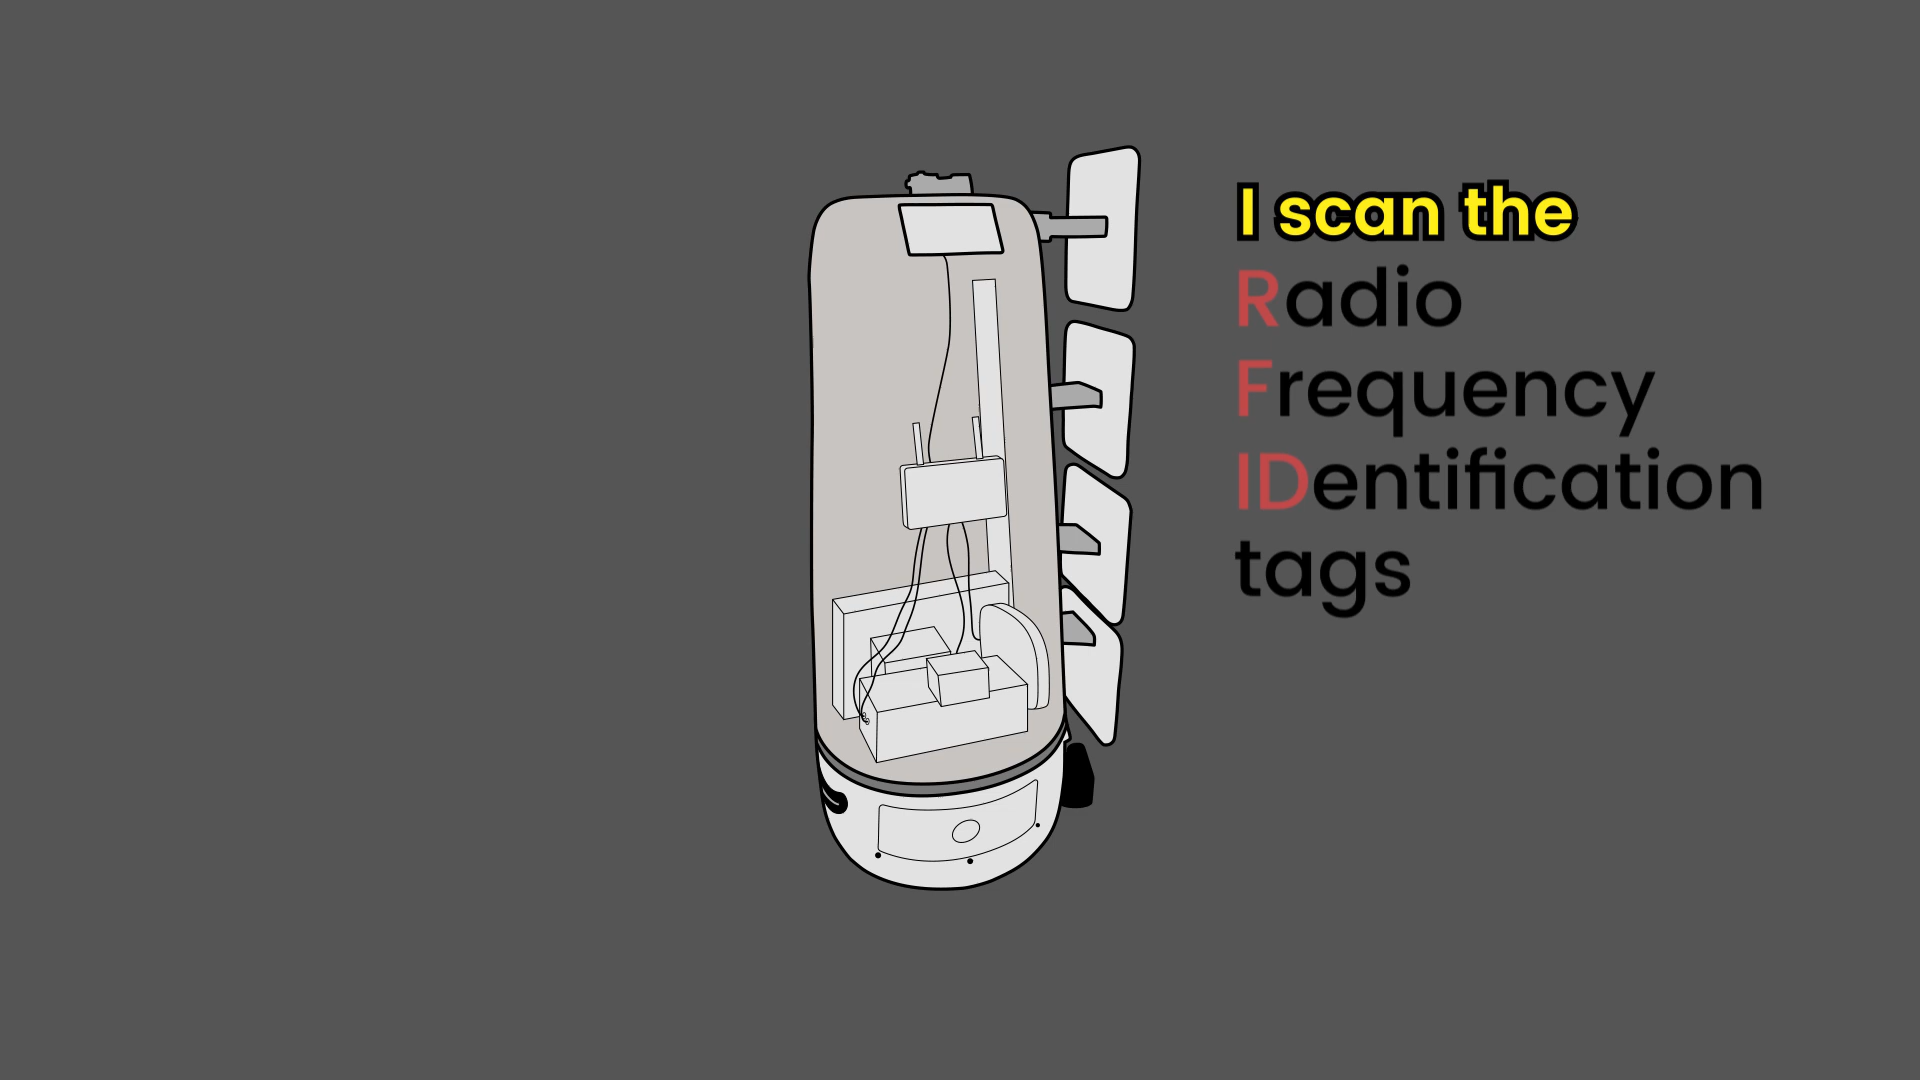 I scan the
Radio
Frequency
IDentification
tags